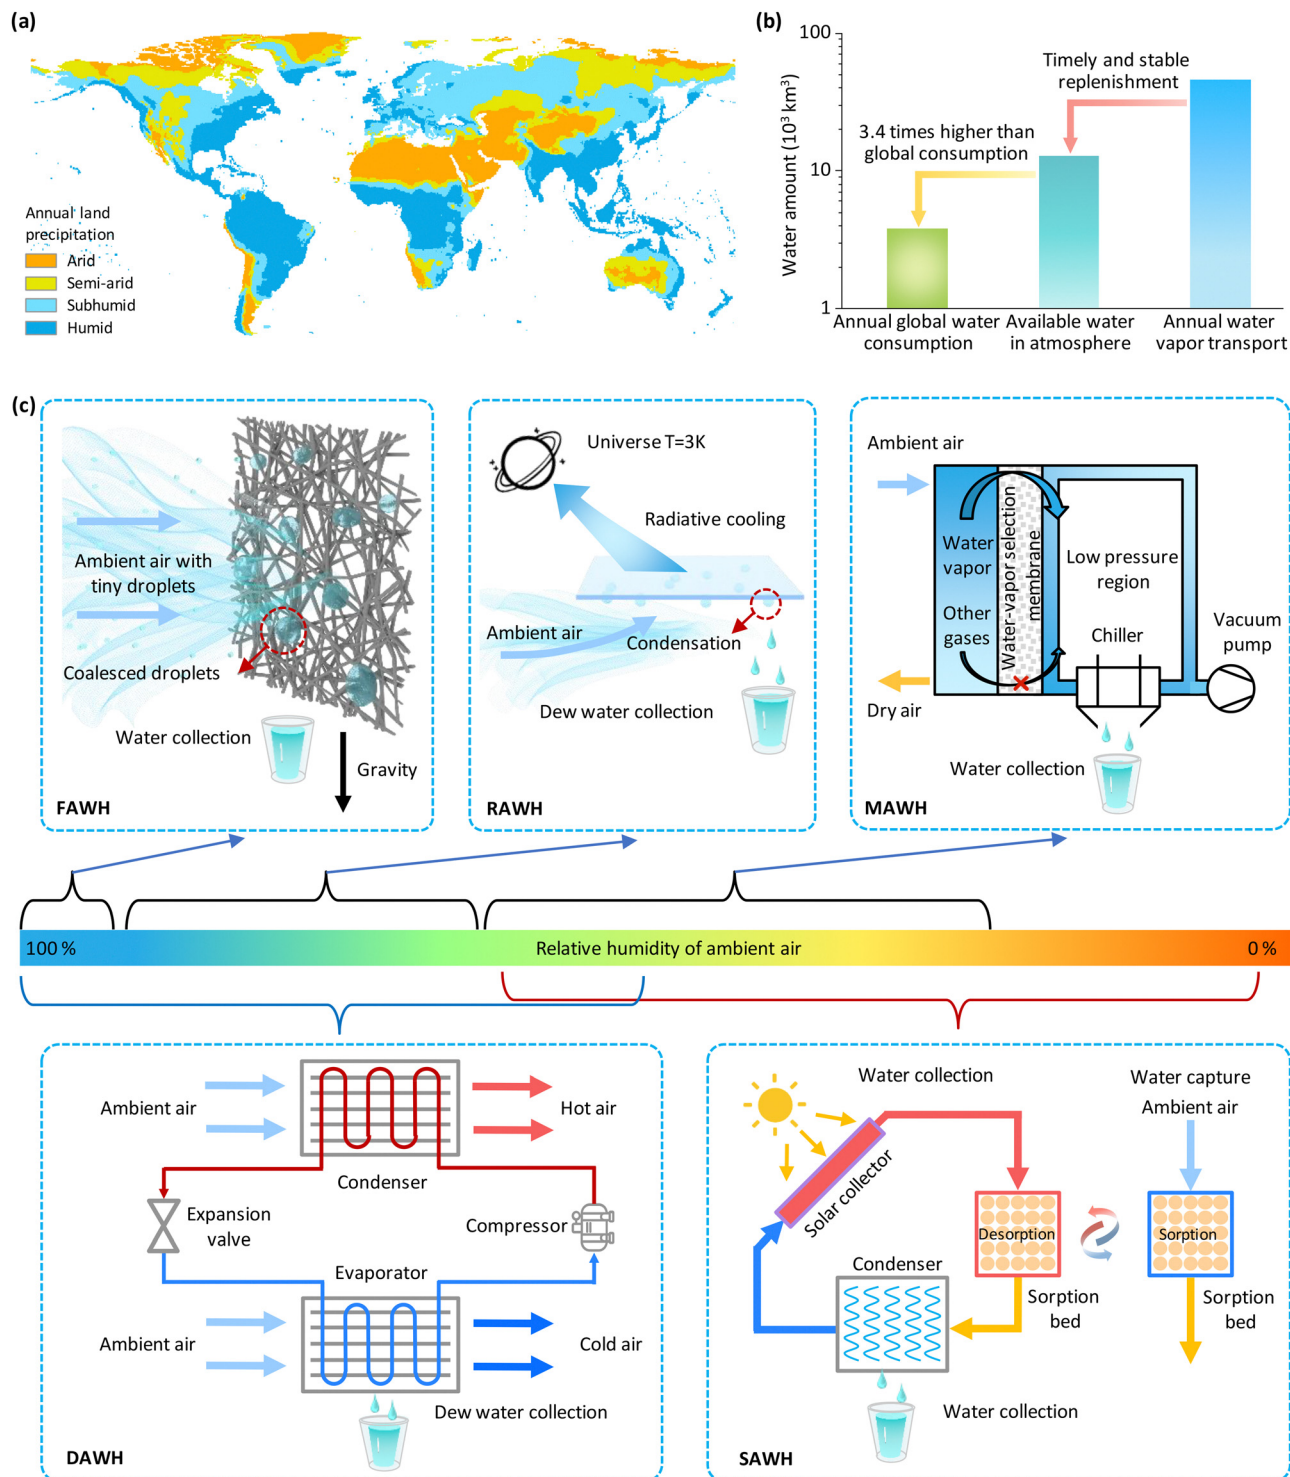 (a)
Annual land
precipitation
Arid
Semi-arid
Subhumid
Humid
(b)
Water amount (10³ km³)
100
10
1
Timely and stable
replenishment
3.4 times higher than
global consumption
Annual global water
consumption
Available water
in atmosphere
Annual water
vapor transport
(c)
Ambient air with
tiny droplets
Coalesced droplets
Water collection
Gravity
FAWH
Universe T=3K
Radiative cooling
Ambient air
Condensation
Dew water collection
RAWH
Ambient air
Water
vapor
Other
gases
Water-vapor selection
membrane
Low pressure
region
Chiller
Vacuum
pump
Dry air
Water collection
MAWH
100 %
Relative humidity of ambient air
0 %
Ambient air
Hot air
Condenser
Expansion
valve
Compressor
Evaporator
Ambient air
Cold air
Dew water collection
DAWH
Water collection
Water capture
Ambient air
Solar collector
Desorption
Sorption
Condenser
Sorption
bed
Sorption
bed
Water collection
SAWH